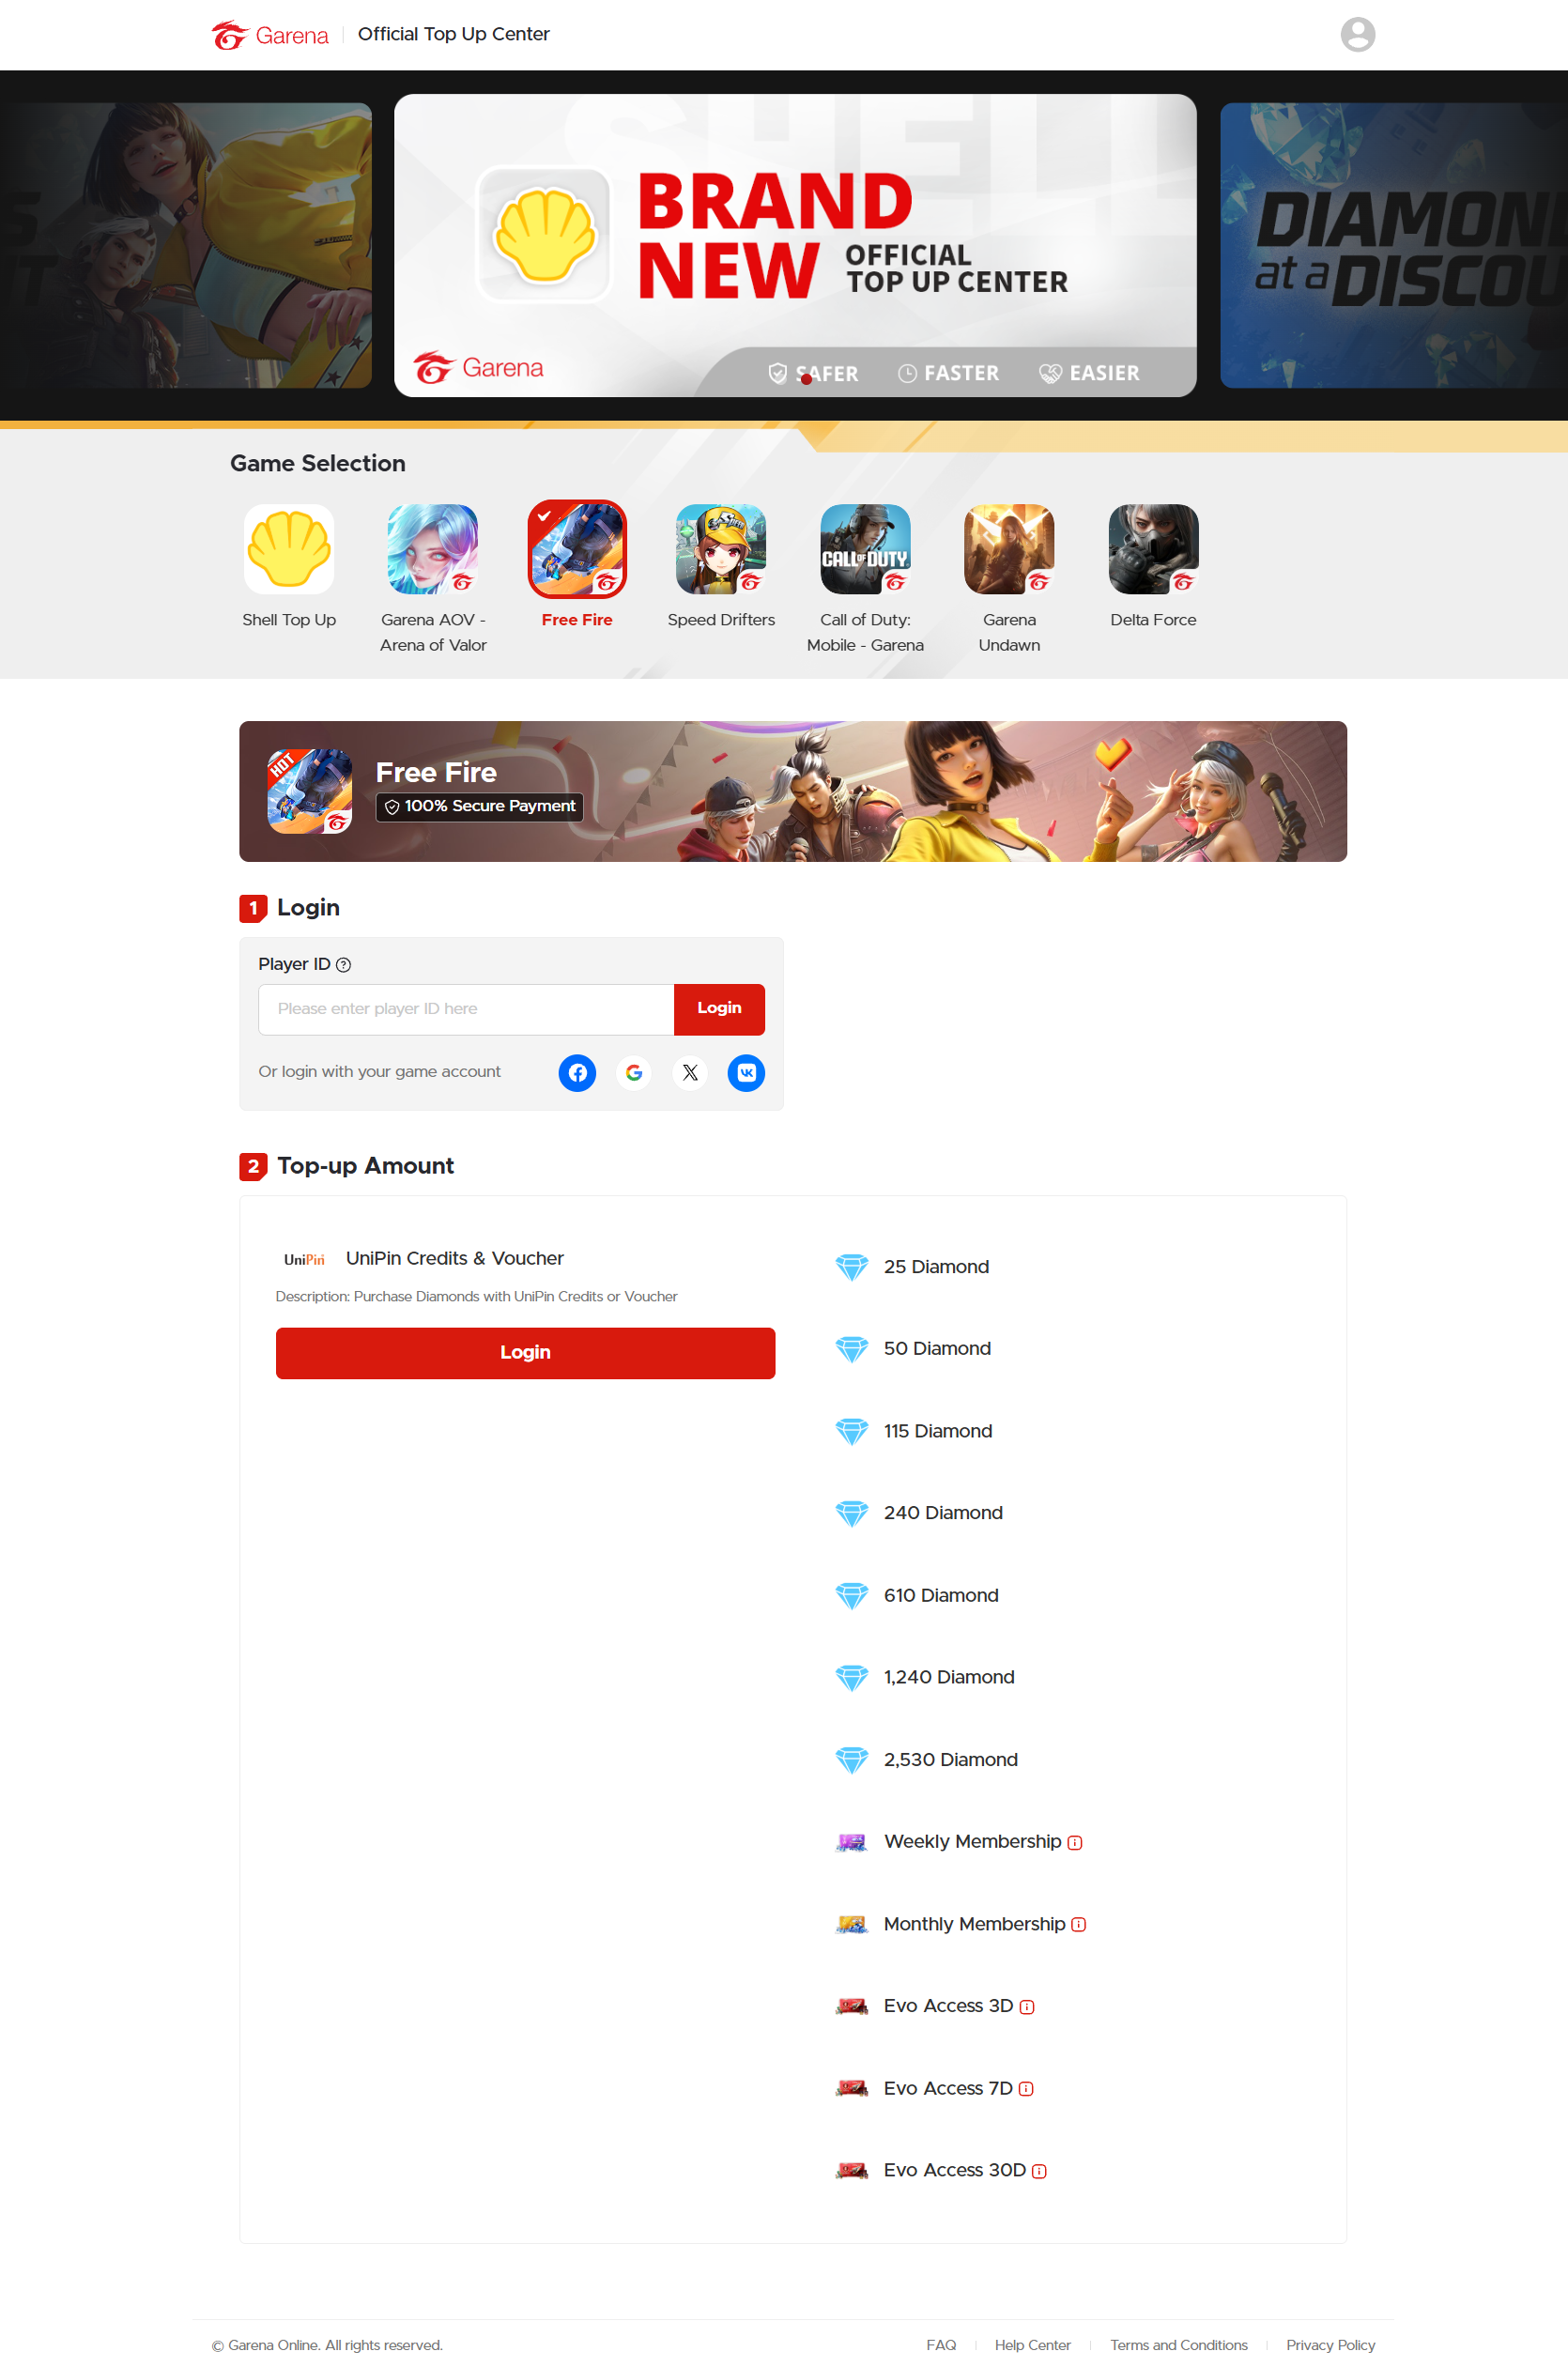 Garena
Official Top Up Center
BRAND
NEW
OFFICIAL
TOP UP CENTER
Garena
SAFER
FASTER
EASIER
DIAMON
at a DISCOU
Game Selection
CALL OF DUTY
Shell Top Up
Garena AOV -
Arena of Valor
Free Fire
Speed Drifters
Call of Duty:
Mobile - Garena
Garena
Undawn
Delta Force
HOT
Free Fire
100% Secure Payment
1 Login
Player ID
Please enter player ID here
Login
Or login with your game account
2 Top-up Amount
UniPin
UniPin Credits & Voucher
Description: Purchase Diamonds with UniPin Credits or Voucher
Login
25 Diamond
50 Diamond
115 Diamond
240 Diamond
610 Diamond
1,240 Diamond
2,530 Diamond
Weekly Membership
Monthly Membership
Evo Access 3D
Evo Access 7D
Evo Access 30D
© Garena Online. All rights reserved.
FAQ
Help Center
Terms and Conditions
Privacy Policy